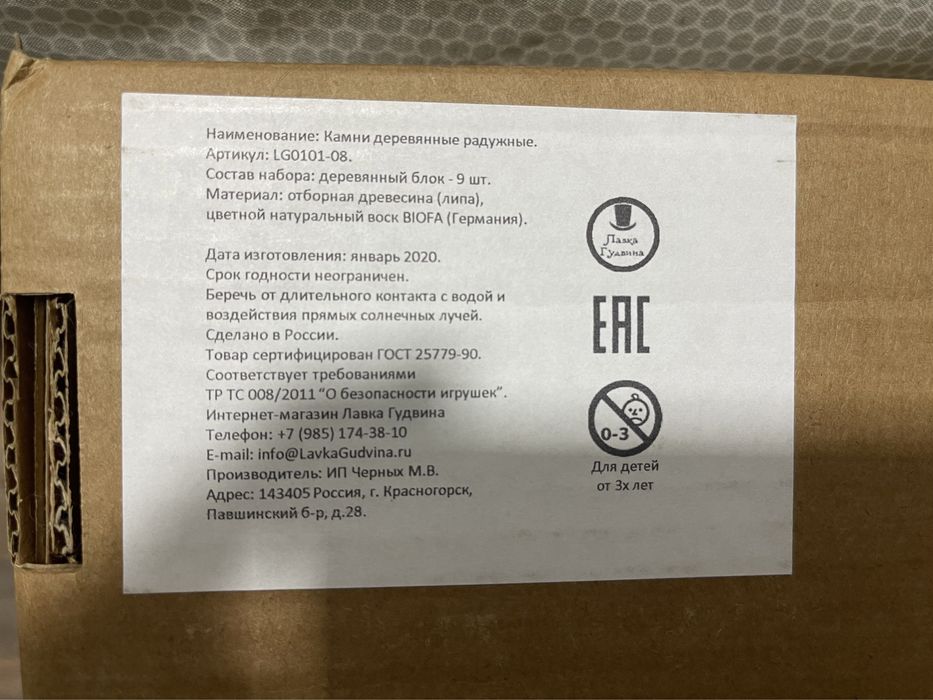 Наименование: Камни деревянные радужные.
Артикул: LG0101-08.
Состав набора: деревянный блок - 9 шт.
Материал: отборная древесина (липа),
цветной натуральный воск BIOFA (Германия).
Дата изготовления: январь 2020.
Срок годности неограничен.
Беречь от длительного контакта с водой и
воздействия прямых солнечных лучей.
Сделано в России.
Товар сертифицирован ГОСТ 25779-90.
Соответствует требованиями
ТР ТС 008/2011 “О безопасности игрушек”.
Интернет-магазин Лавка Гудвина
Телефон: +7 (985) 174-38-10
E-mail: info@LavkaGudvina.ru
Производитель: ИП Черных М.В.
Адрес: 143405 Россия, г. Красногорск,
Павшинский б-р, д.28.
Лавка
Гудвина
EAC
0-3
Для детей
от 3х лет